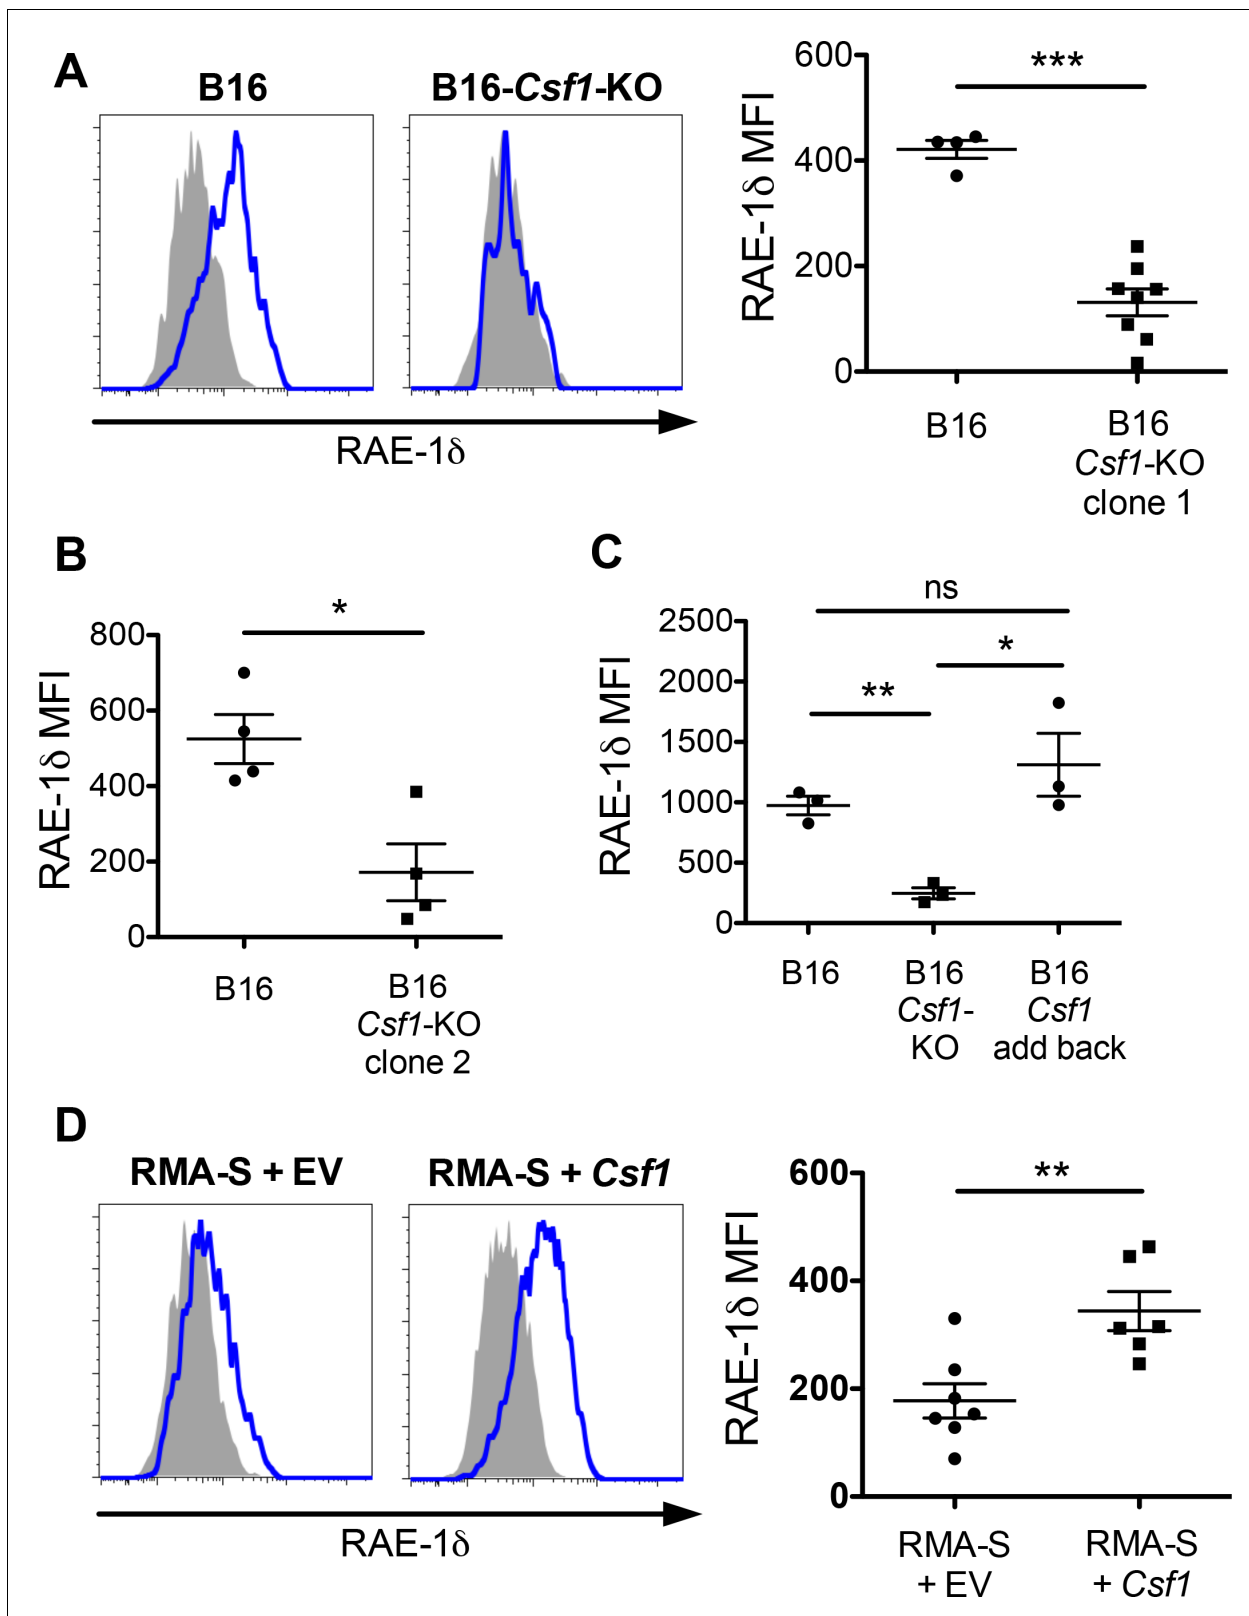 A
B16
B16-Csf1-KO
RAE-1δ
RAE-1δ MFI
600
400
200
0
***
B16
B16
Csf1-KO
clone 1
B
RAE-1δ MFI
800
600
400
200
0
*
B16
B16
Csf1-KO
clone 2
C
RAE-1δ MFI
2500
2000
1500
1000
500
0
ns
*
**
B16
B16
Csf1-
KO
B16
Csf1
add back
D
RMA-S + EV
RMA-S + Csf1
RAE-1δ
RAE-1δ MFI
600
400
200
0
**
RMA-S
+ EV
RMA-S
+ Csf1